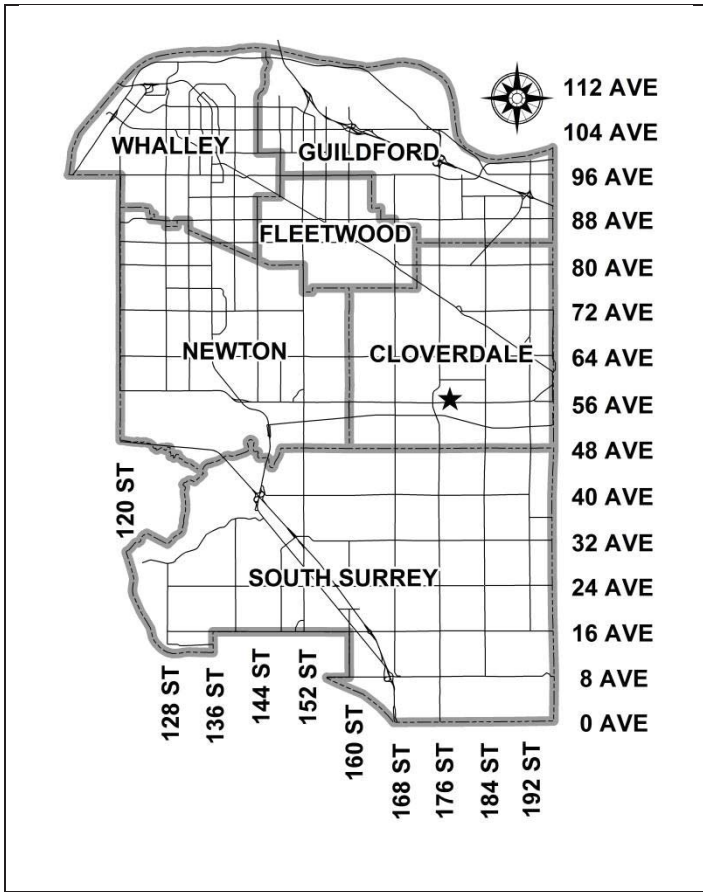 112 AVE
104 AVE
WHALLEY
GUILDFORD
96 AVE
88 AVE
FLEETWOOD
80 AVE
72 AVE
NEWTON
CLOVERDALE
64 AVE
56 AVE
48 AVE
120 ST
40 AVE
32 AVE
SOUTH SURREY
24 AVE
16 AVE
128 ST
136 ST
144 ST
152 ST
8 AVE
160 ST
0 AVE
168 ST
176 ST
184 ST
192 ST